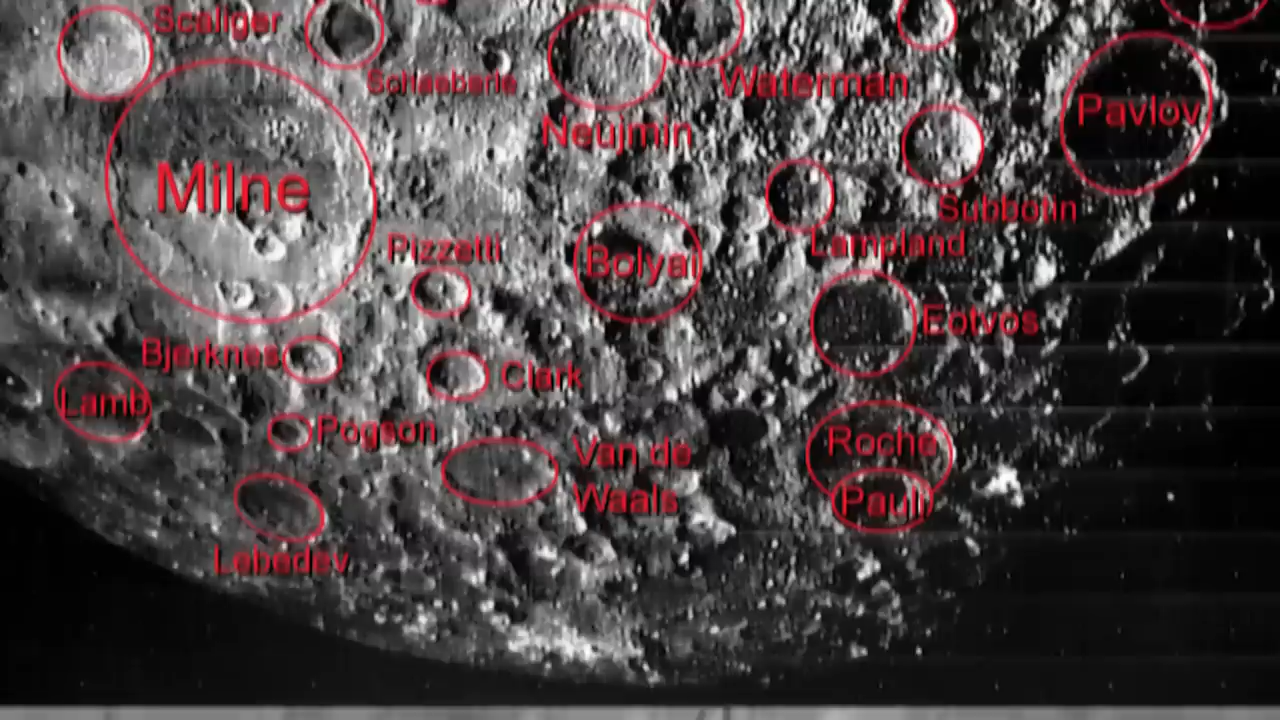 Scaliger
Schaeberle
Waterman
Neujmin
Pavlov
Milne
Subbotin
Lampland
Pizzetti
Bolyai
Eotvos
Bjerknes
Clark
Lamb
Pogson
Roche
Van de
Waals
Pauli
Lebedev